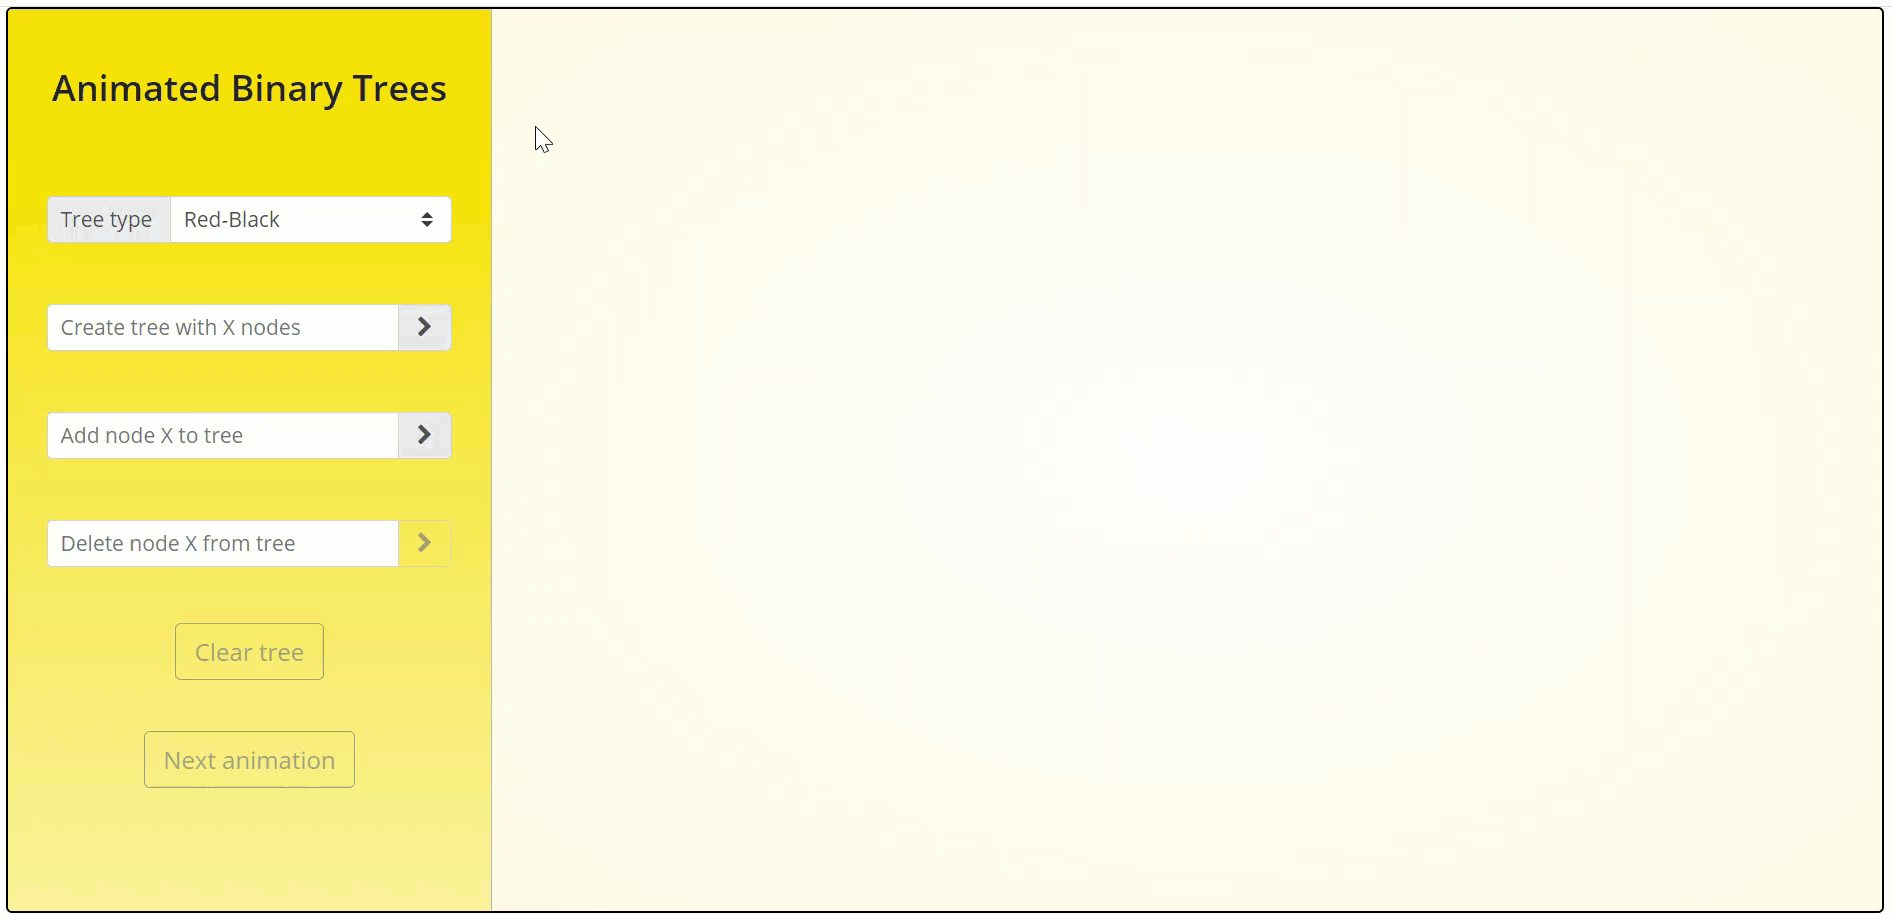 Animated Binary Trees
Tree type Red-Black
Create tree with X nodes
Add node X to tree
Delete node X from tree
Clear tree
Next animation